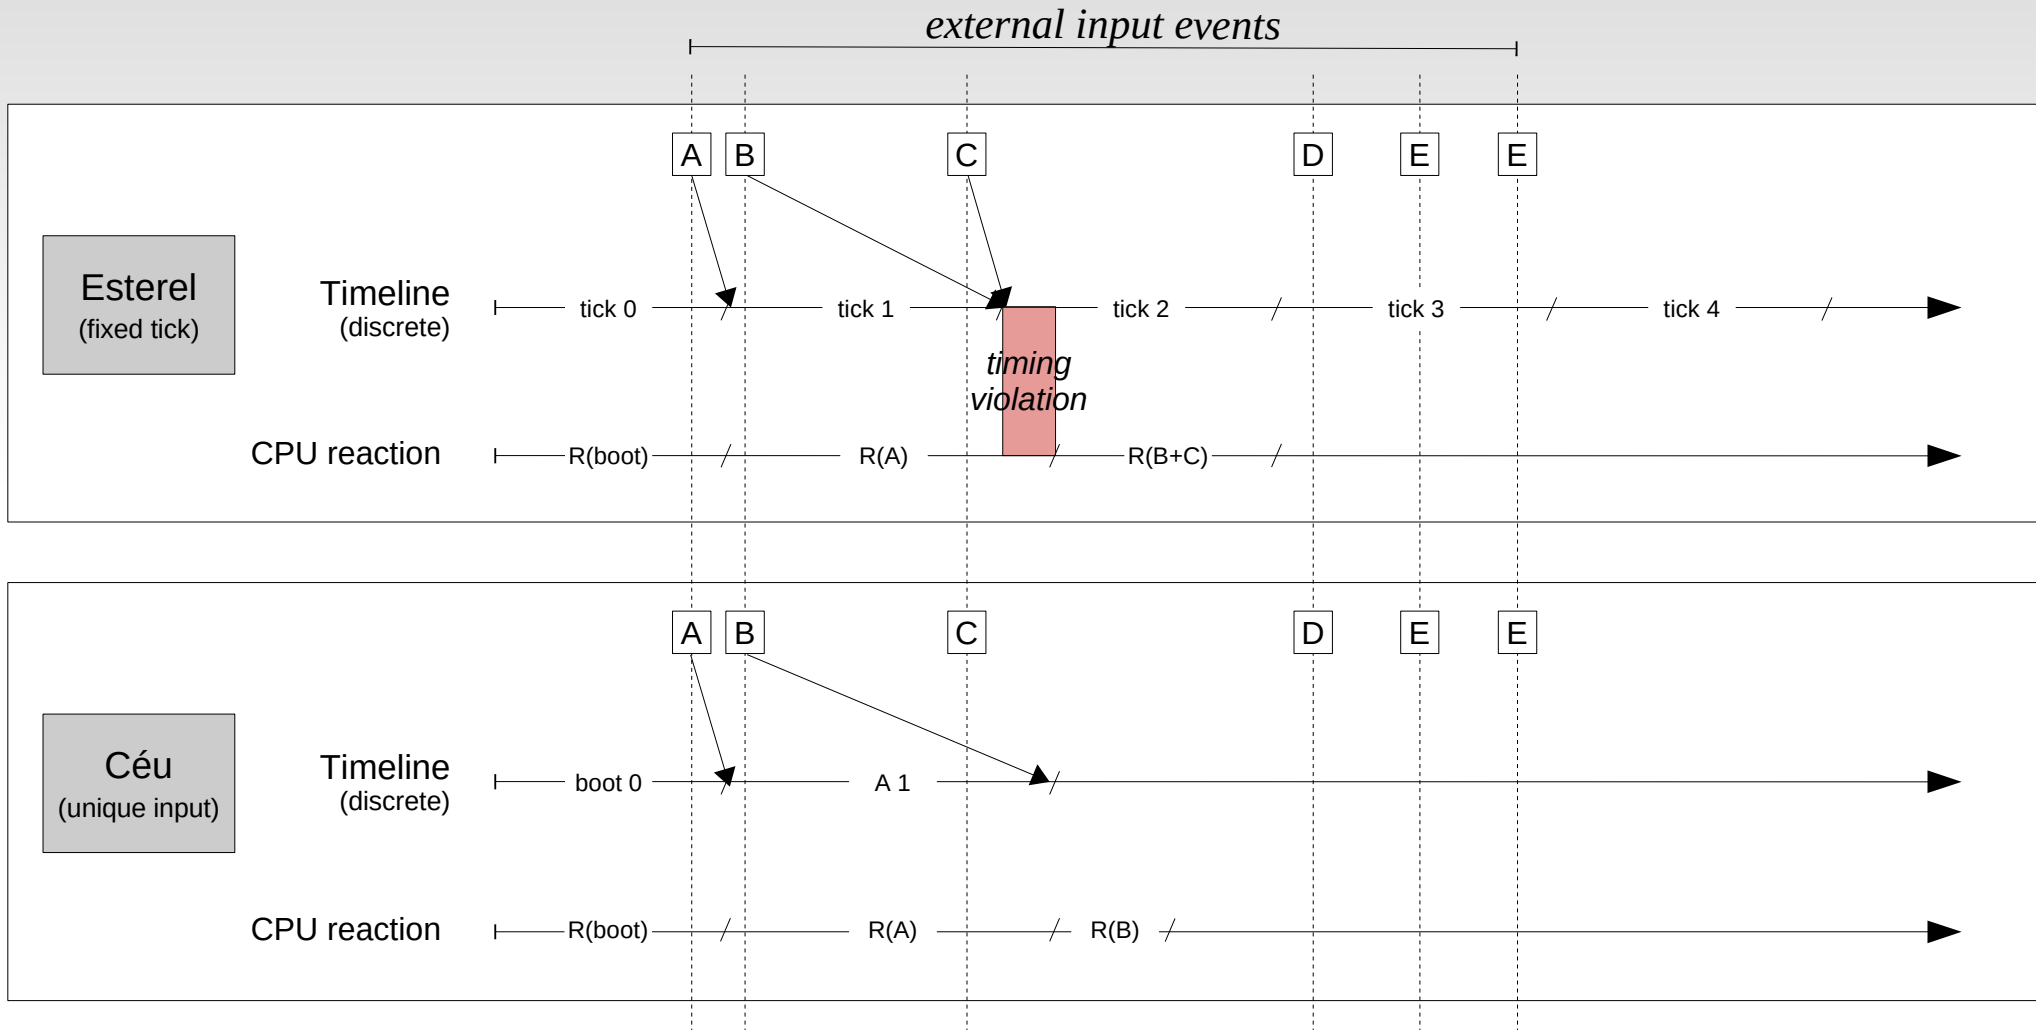 external input events
A B C D E E
Esterel
(fixed tick)
Timeline
(discrete)
tick 0 tick 1 tick 2 tick 3 tick 4
timing
violation
CPU reaction
R(boot) R(A) R(B+C)
A B C D E E
Céu
(unique input)
Timeline
(discrete)
boot 0 A 1
CPU reaction
R(boot) R(A) R(B)